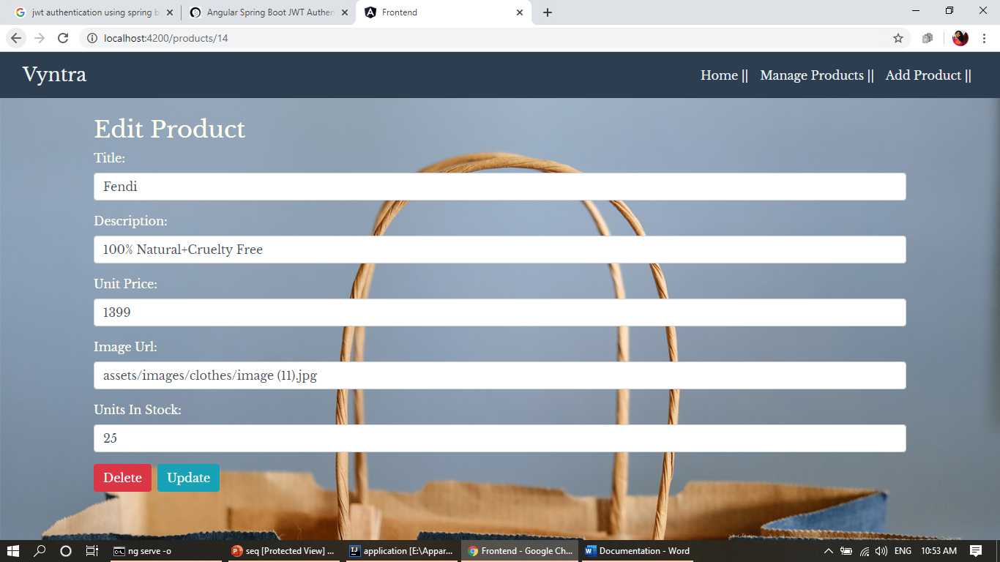 jwt authentication using spring b
Angular Spring Boot JWT Authen
Frontend
localhost:4200/products/14
Vyntra
Home || Manage Products || Add Product ||
Edit Product
Title:
Fendi
Description:
100% Natural+Cruelty Free
Unit Price:
1399
Image Url:
assets/images/clothes/image (11).jpg
Units In Stock:
25
Delete Update
ng serve -o
seq [Protected View] ...
application [E:\Appar...
Frontend - Google Ch...
Documentation - Word
ENG
10:53 AM